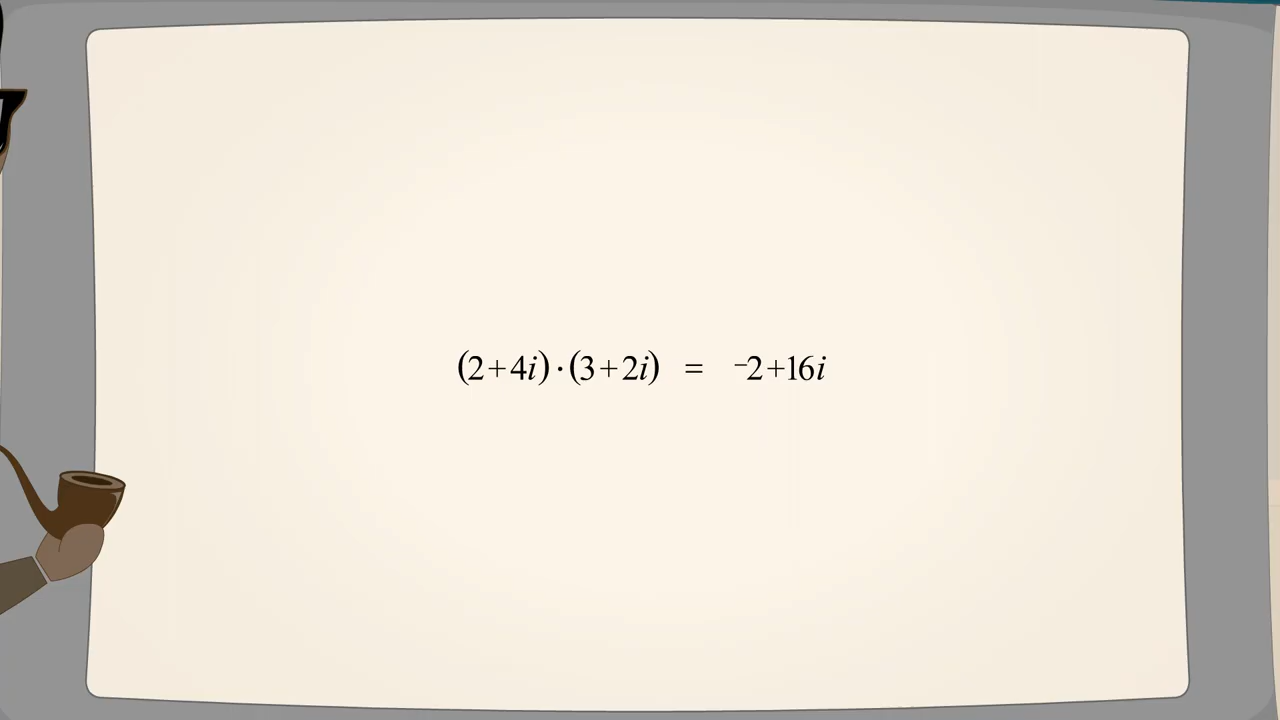 (2+4i)·(3+2i) = ⁻2+16i